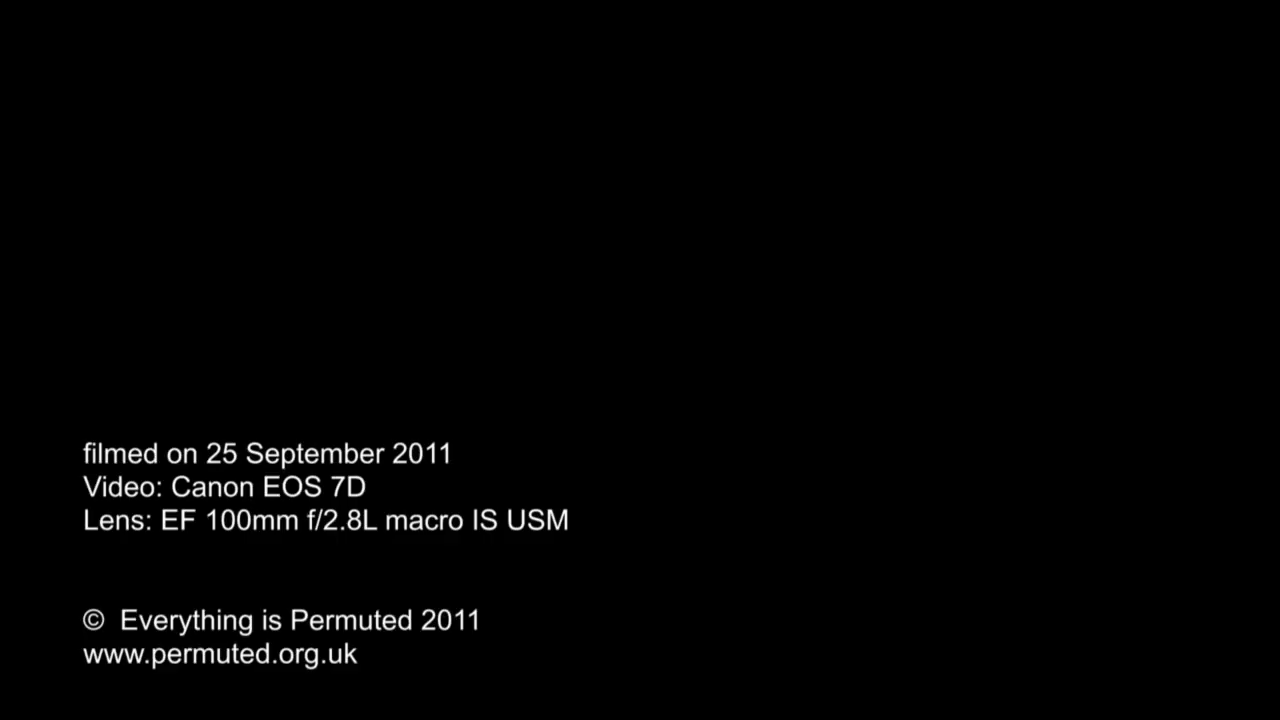 filmed on 25 September 2011
Video: Canon EOS 7D
Lens: EF 100mm f/2.8L macro IS USM
© Everything is Permuted 2011
www.permuted.org.uk